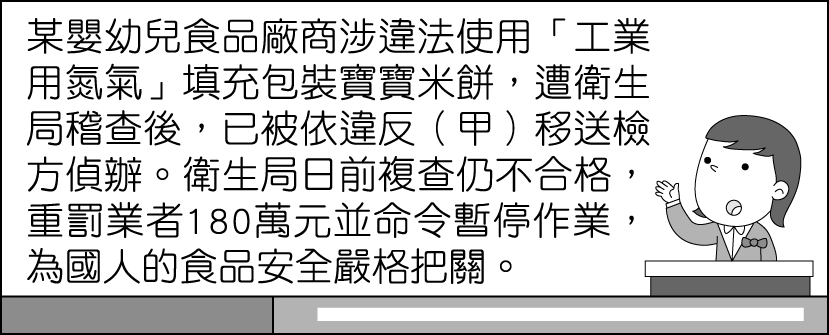 某嬰幼兒食品廠商涉違法使用「工業
用氮氣」填充包裝寶寶米餅，遭衛生
局稽查後，已被依違反（甲）移送檢
方偵辦。衛生局日前複查仍不合格，
重罰業者180萬元並命令暫停作業，
為國人的食品安全嚴格把關。